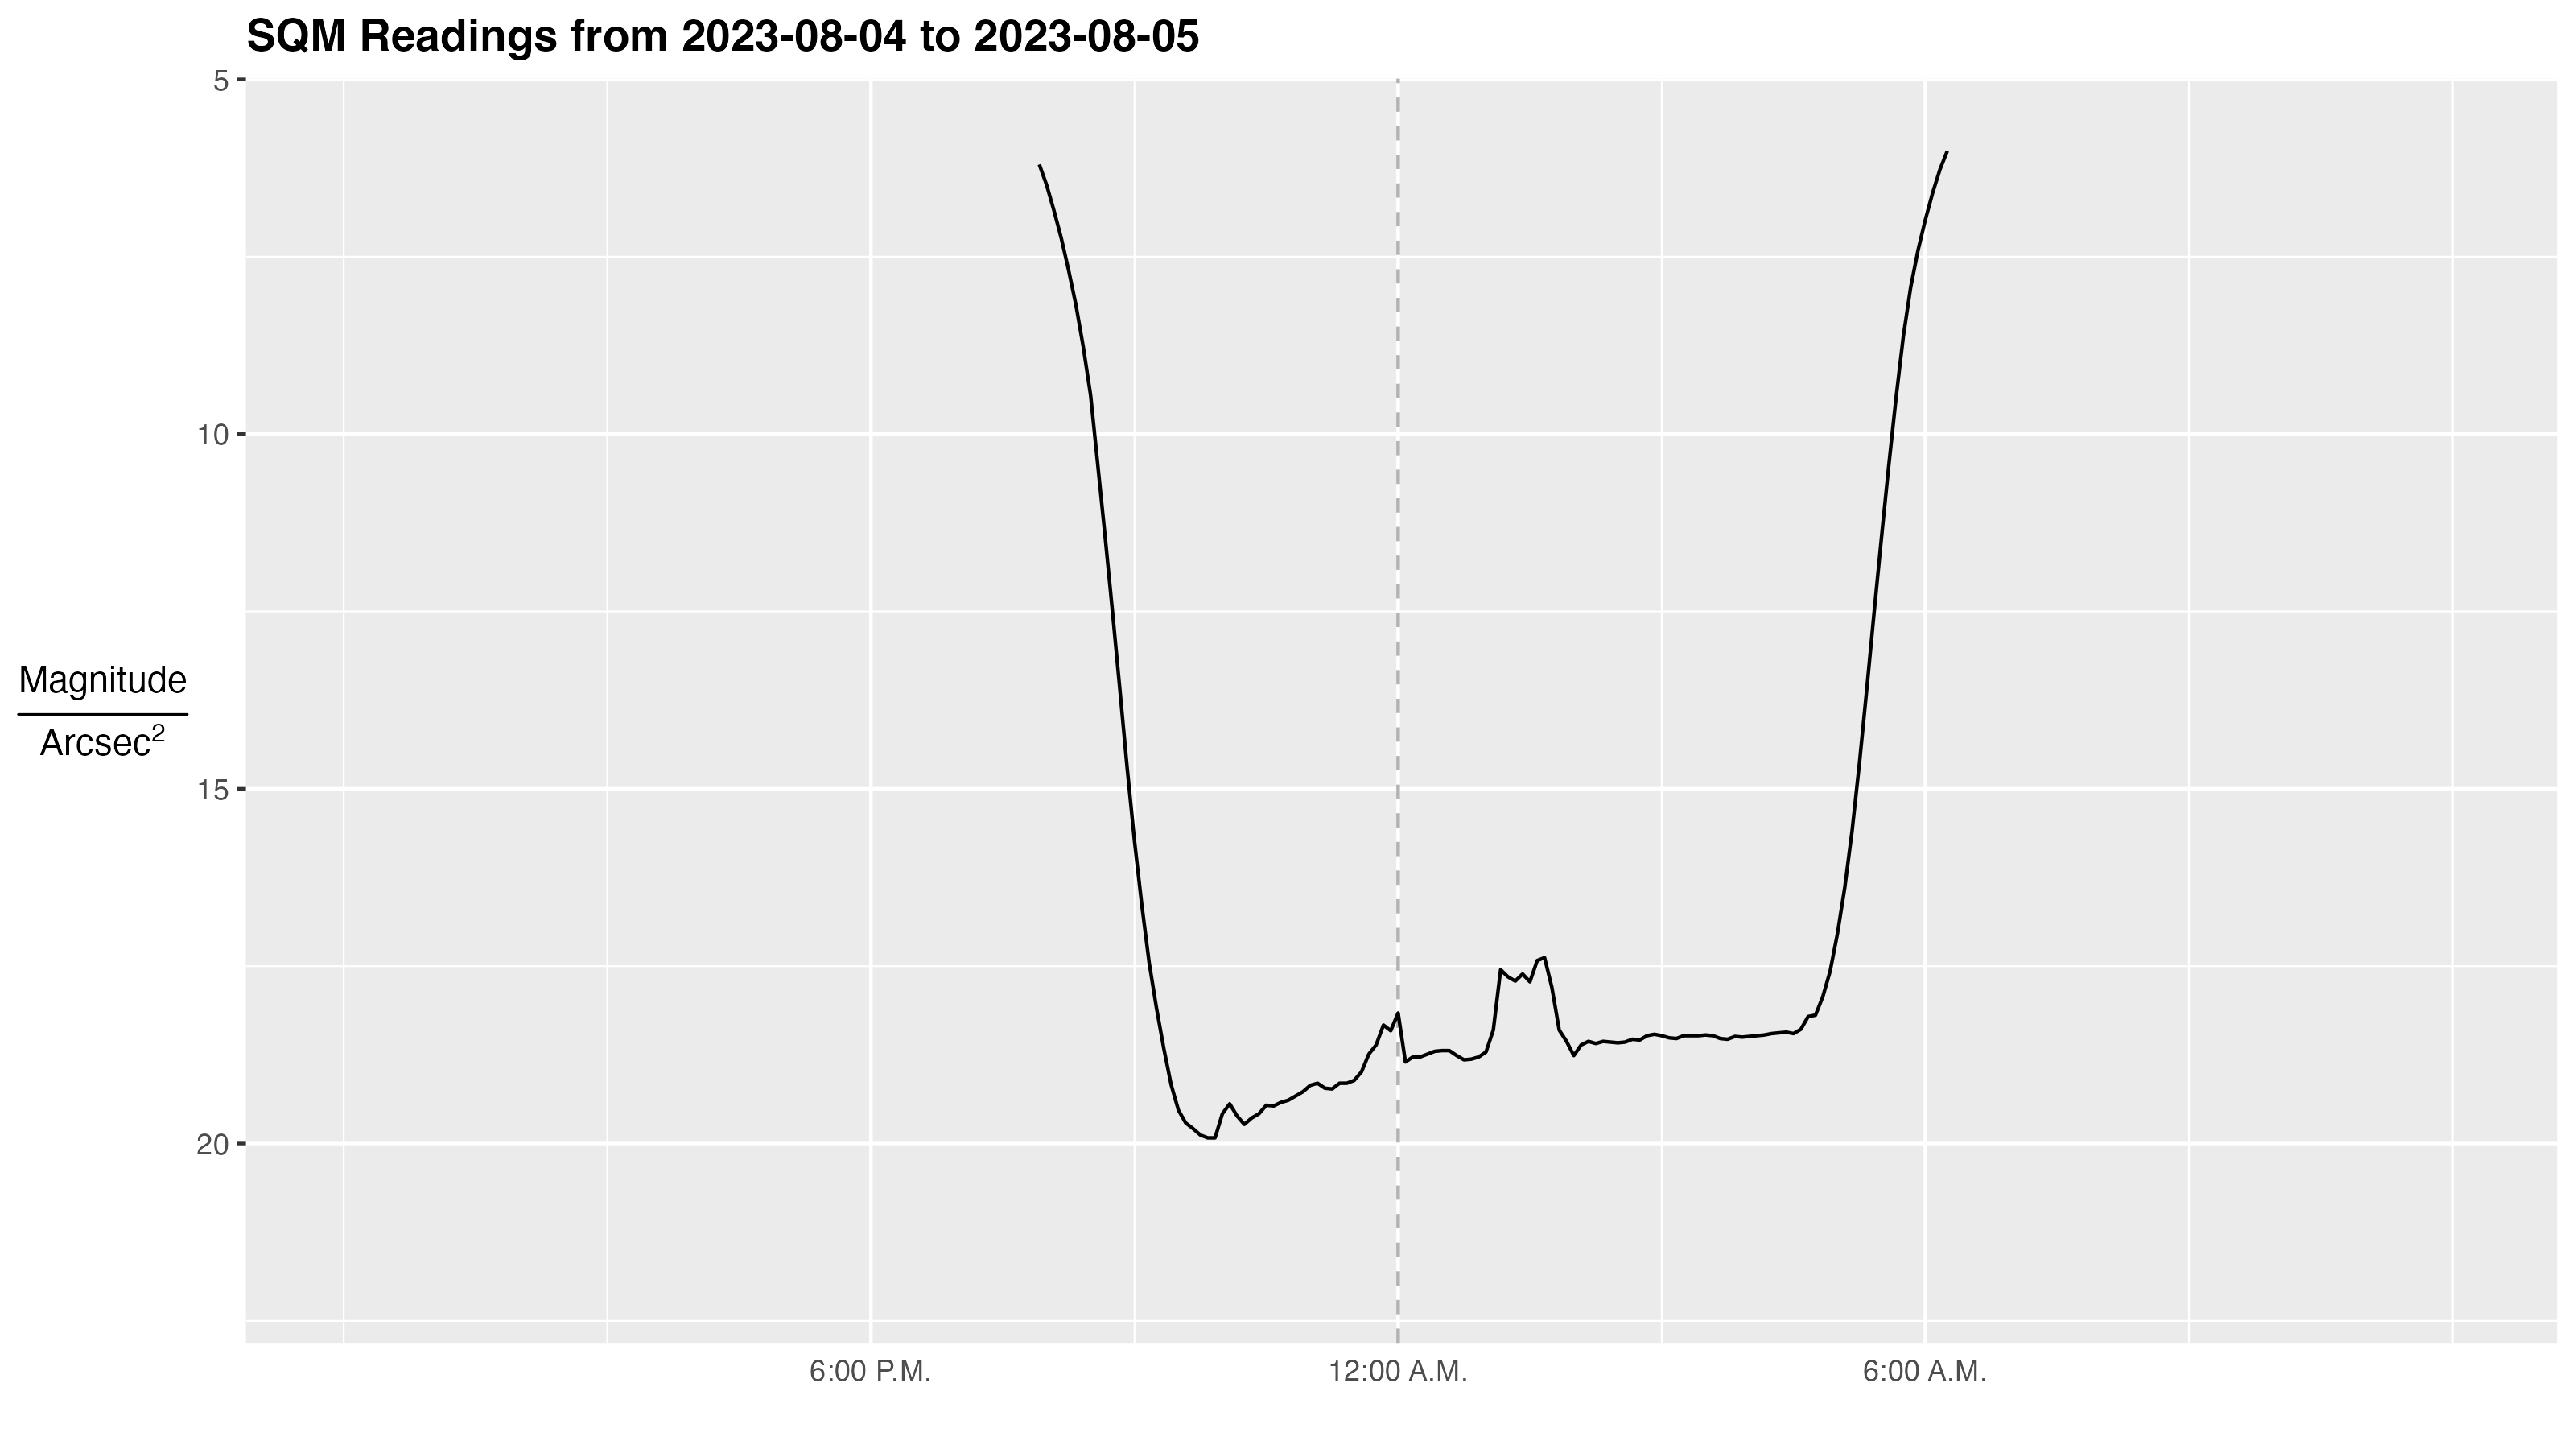 SQM Readings from 2023-08-04 to 2023-08-05
5
10
15
20
Magnitude
Arcsec²
6:00 P.M.
12:00 A.M.
6:00 A.M.